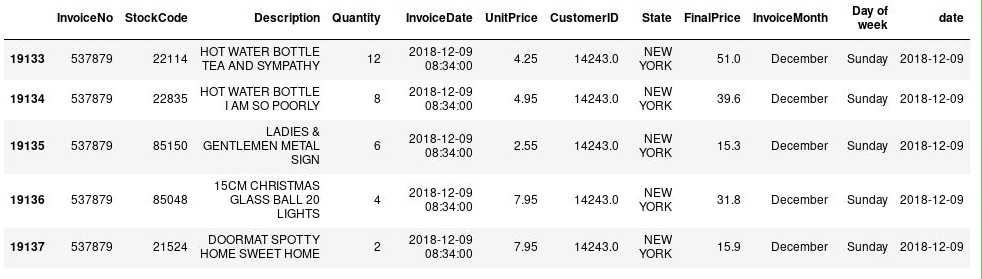 InvoiceNo StockCode Description Quantity InvoiceDate UnitPrice CustomerID State FinalPrice InvoiceMonth Day of week date
19133 537879 22114 HOT WATER BOTTLE TEA AND SYMPATHY 12 2018-12-09 08:34:00 4.25 14243.0 NEW YORK 51.0 December Sunday 2018-12-09
19134 537879 22835 HOT WATER BOTTLE I AM SO POORLY 8 2018-12-09 08:34:00 4.95 14243.0 NEW YORK 39.6 December Sunday 2018-12-09
19135 537879 85150 LADIES & GENTLEMEN METAL SIGN 6 2018-12-09 08:34:00 2.55 14243.0 NEW YORK 15.3 December Sunday 2018-12-09
19136 537879 85048 15CM CHRISTMAS GLASS BALL 20 LIGHTS 4 2018-12-09 08:34:00 7.95 14243.0 NEW YORK 31.8 December Sunday 2018-12-09
19137 537879 21524 DOORMAT SPOTTY HOME SWEET HOME 2 2018-12-09 08:34:00 7.95 14243.0 NEW YORK 15.9 December Sunday 2018-12-09